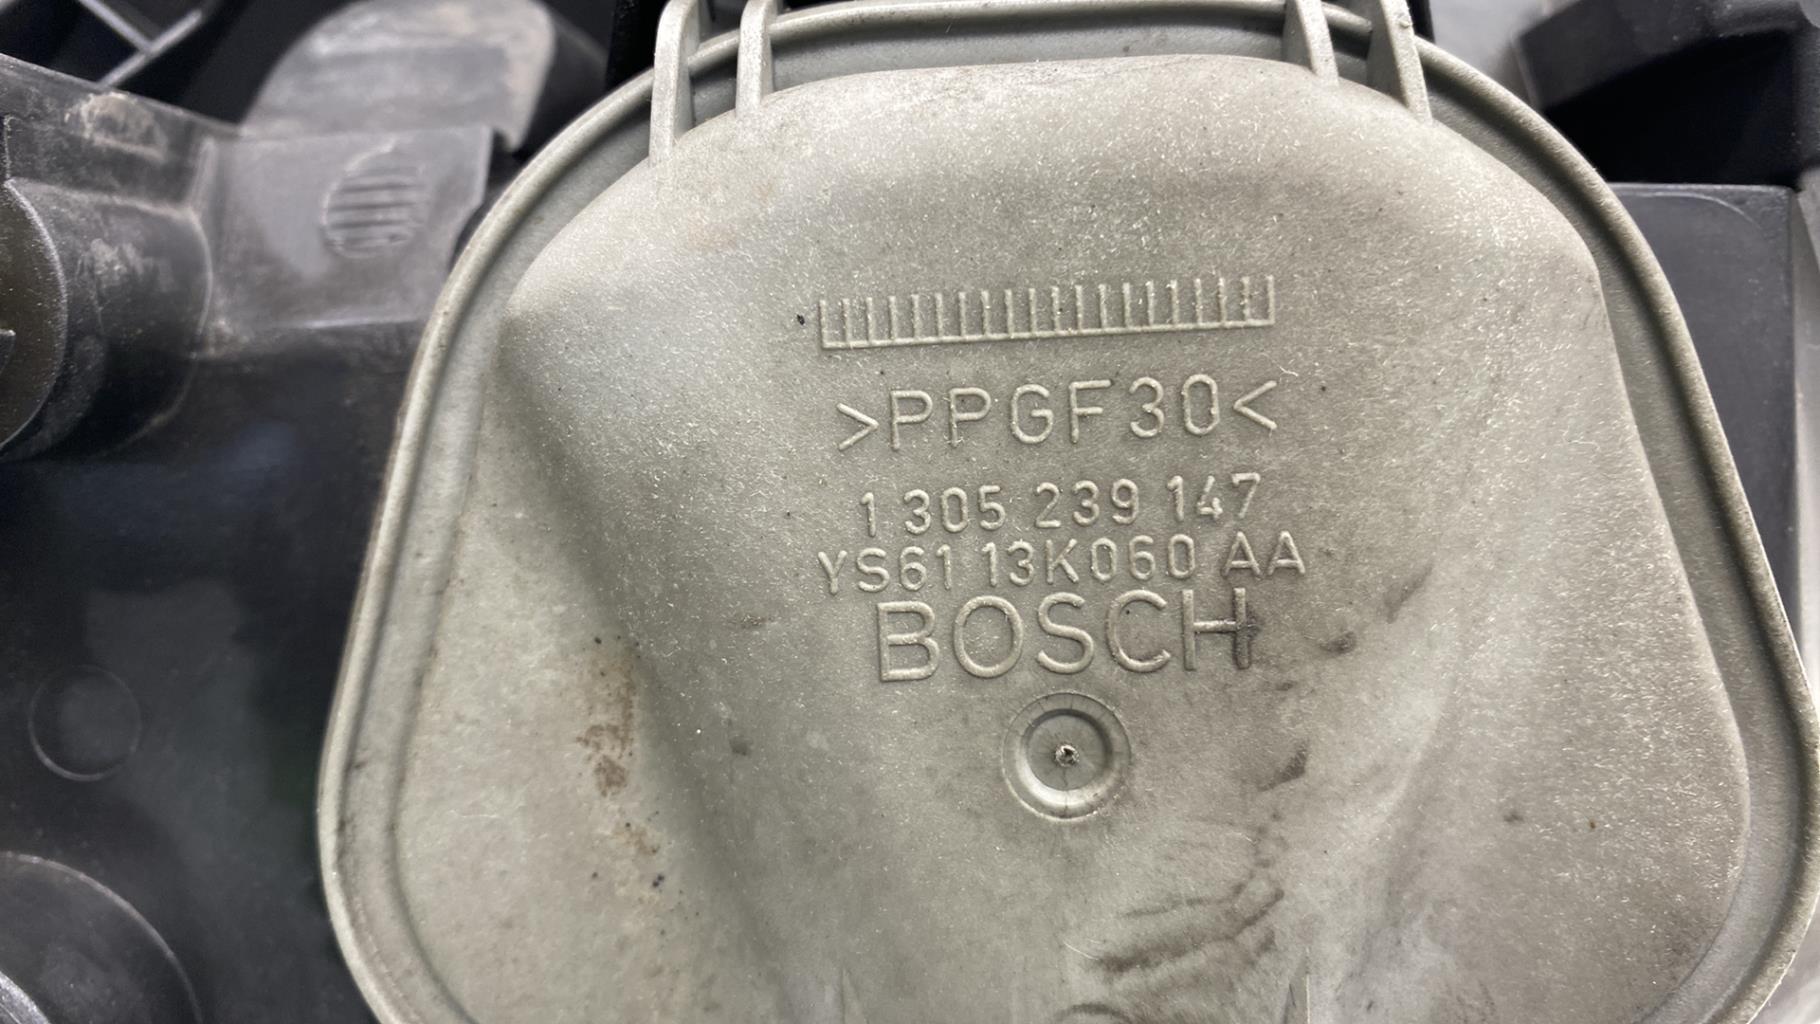 >PPGF30<
1 305 239 147
YS61 13K060 AA
BOSCH